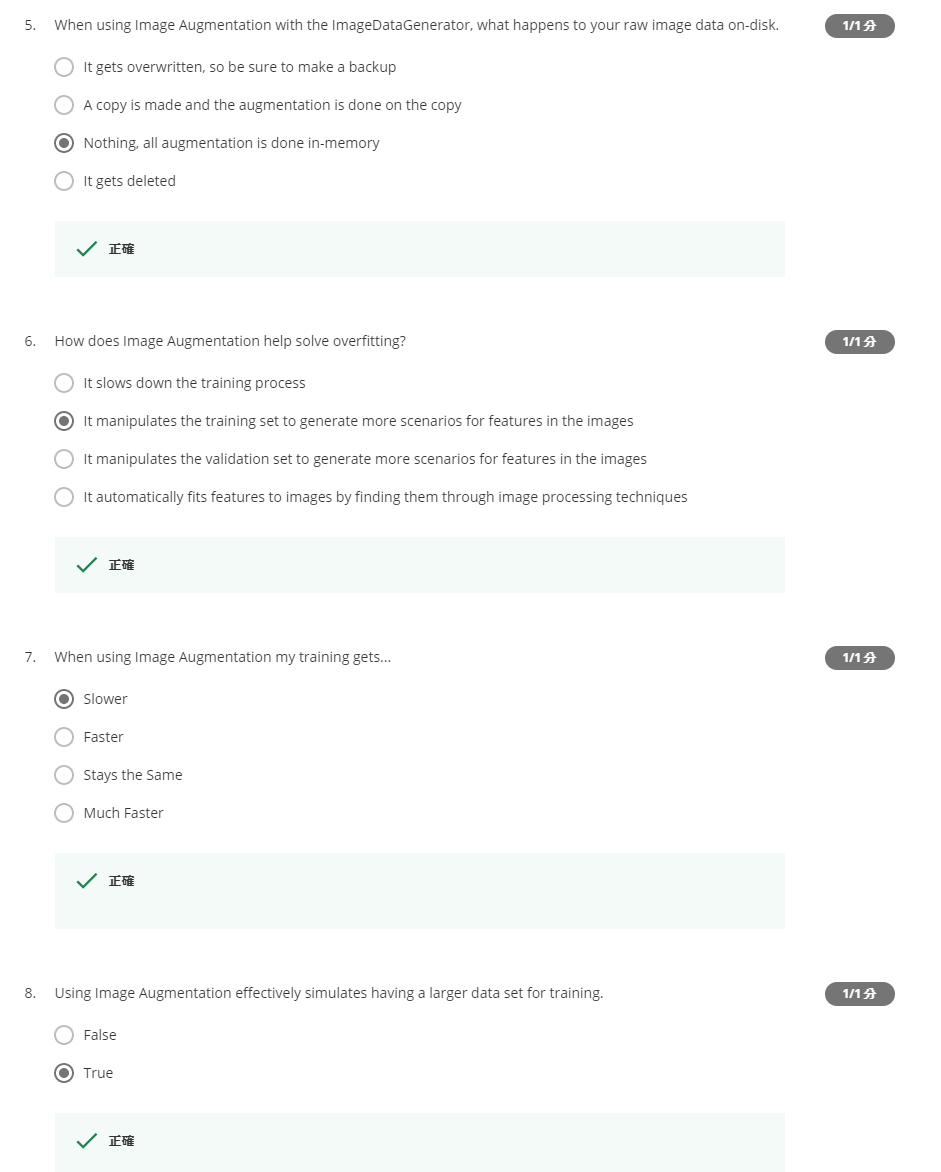 5. When using Image Augmentation with the ImageDataGenerator, what happens to your raw image data on-disk. 1/1 分
It gets overwritten, so be sure to make a backup
A copy is made and the augmentation is done on the copy
Nothing, all augmentation is done in-memory
It gets deleted
正確
6. How does Image Augmentation help solve overfitting? 1/1 分
It slows down the training process
It manipulates the training set to generate more scenarios for features in the images
It manipulates the validation set to generate more scenarios for features in the images
It automatically fits features to images by finding them through image processing techniques
正確
7. When using Image Augmentation my training gets... 1/1 分
Slower
Faster
Stays the Same
Much Faster
正確
8. Using Image Augmentation effectively simulates having a larger data set for training. 1/1 分
False
True
正確